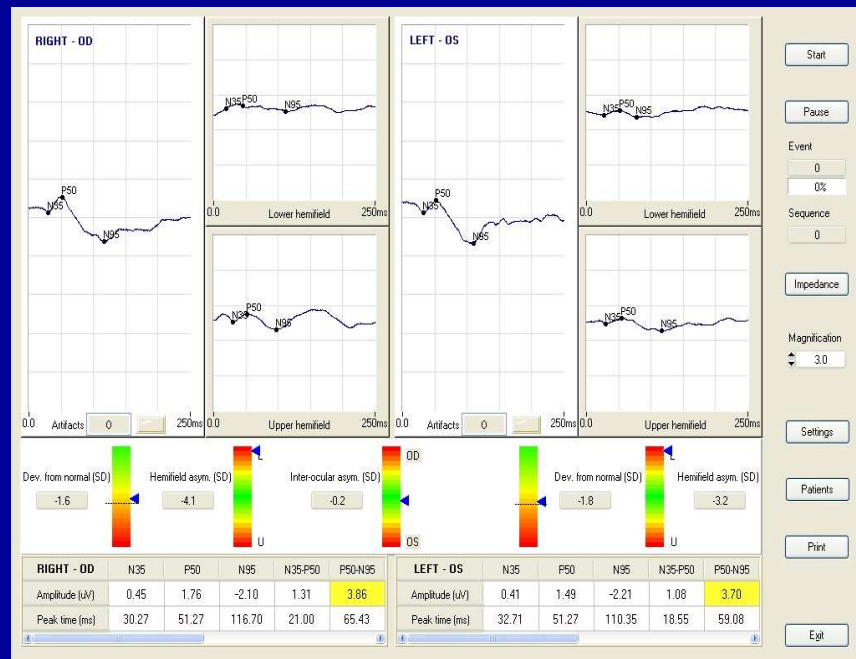 RIGHT - OD
P50
N35
N95
0.0 Artifacts 0 250ms
N35 P50 N95
0.0 Lower hemifield 250ms
N35 P50 N95
0.0 Upper hemifield 250ms
LEFT - OS
P50
N35
N95
0.0 Artifacts 0 250ms
N35 P50 N95
0.0 Lower hemifield 250ms
N35 P50 N95
0.0 Upper hemifield 250ms
Start
Pause
Event
0
0%
Sequence
0
Impedance
Magnification
3.0
Settings
Patients
Print
Exit
Dev. from normal (SD)
-1.6
Hemifield asym. (SD)
-4.1
L
U
Inter-ocular asym. (SD)
-0.2
OD
OS
Dev. from normal (SD)
-1.8
L
U
Hemifield asym. (SD)
-3.2
RIGHT - OD N35 P50 N95 N35-P50 P50-N95
Amplitude (uV) 0.45 1.76 -2.10 1.31 3.86
Peak time (ms) 30.27 51.27 116.70 21.00 65.43
LEFT - OS N35 P50 N95 N35-P50 P50-N95
Amplitude (uV) 0.41 1.49 -2.21 1.08 3.70
Peak time (ms) 32.71 51.27 110.35 18.55 59.08